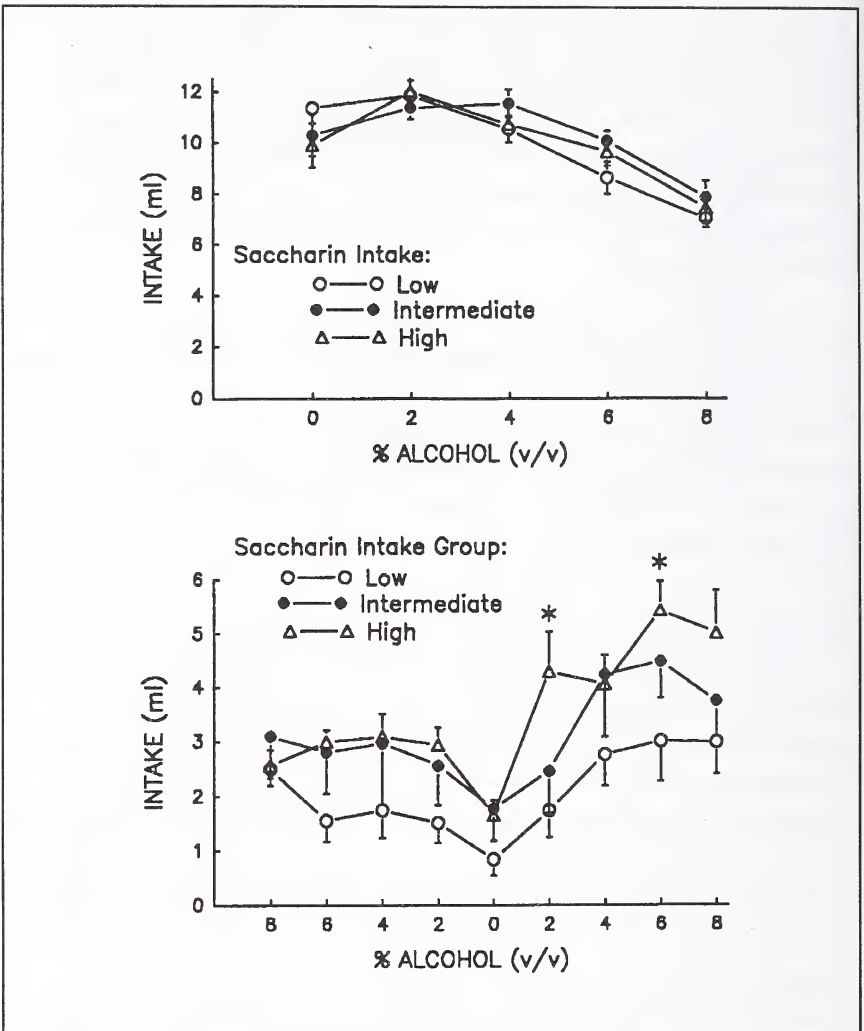 12
10
8
6
4
2
0
INTAKE (ml)
Saccharin Intake:
Low
Intermediate
High
0 2 4 6 8
% ALCOHOL (v/v)
Saccharin Intake Group:
Low
Intermediate
High
* *
6
5
4
3
2
1
0
INTAKE (ml)
8 6 4 2 0 2 4 6 8
% ALCOHOL (v/v)